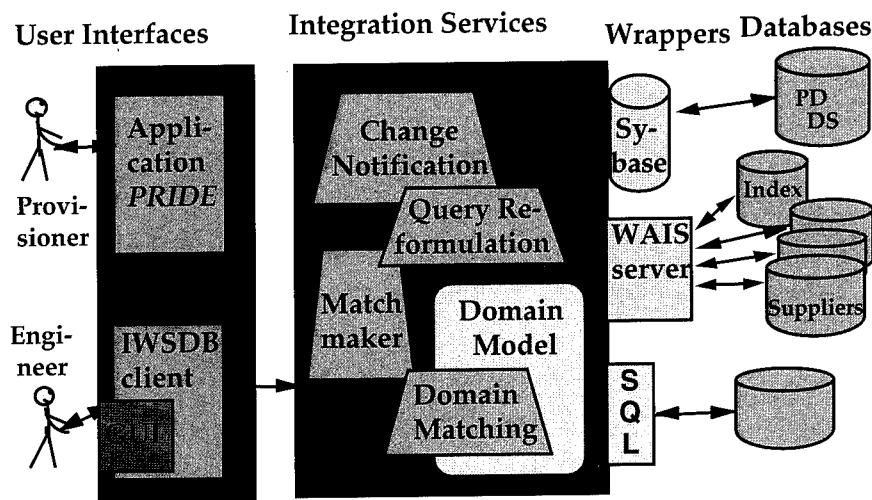 User Interfaces
Integration Services
Wrappers
Databases
Appli-
cation
PRIDE
Provi-
sioner
Change
Notification
Query Re-
formulation
Match
maker
Domain
Model
Domain
Matching
Sy-
base
PD
DS
Index
WAIS
server
Suppliers
Engi-
neer
IWSDB
client
GUI
S
Q
L